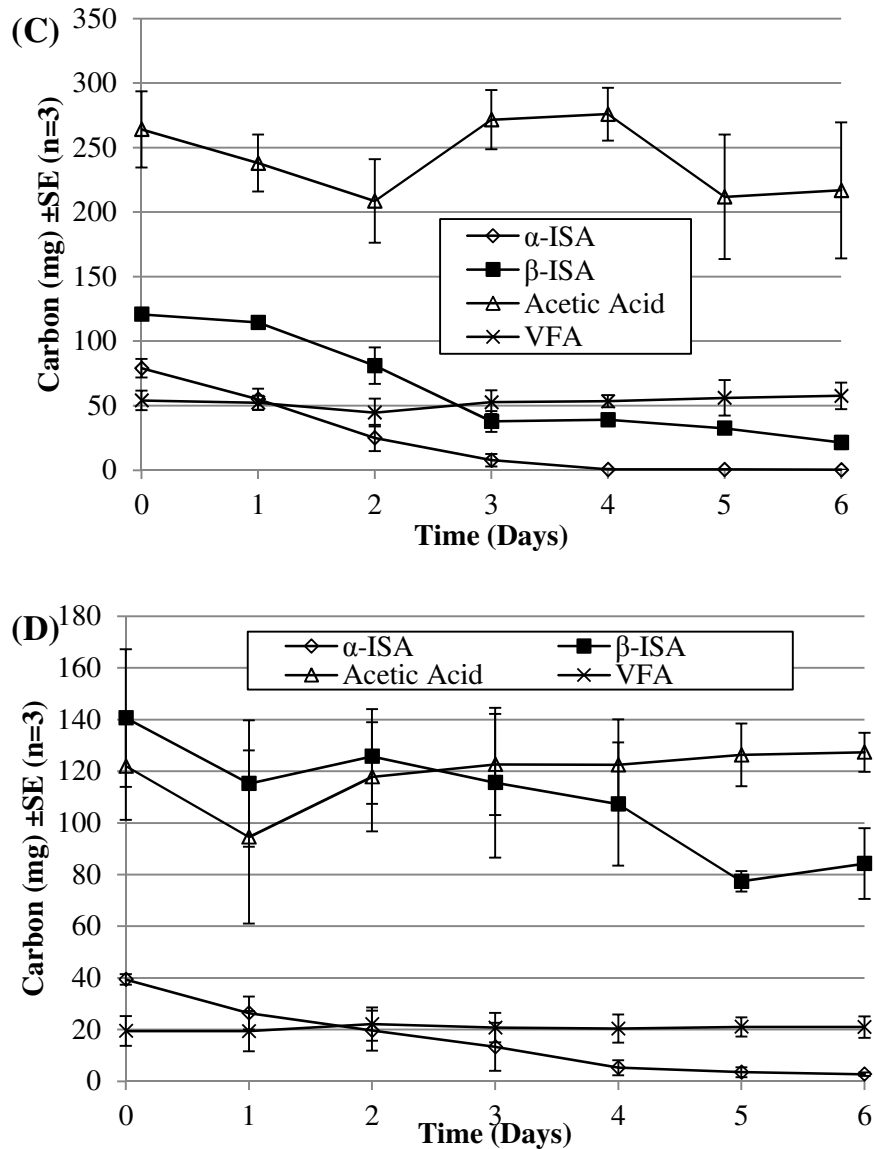 (C)
350
300
250
200
150
100
50
0
Carbon (mg) ±SE (n=3)
α-ISA
β-ISA
Acetic Acid
VFA
0 1 2 3 4 5 6
Time (Days)
(D)
180
160
140
120
100
80
60
40
20
0
Carbon (mg) ±SE (n=3)
α-ISA β-ISA
Acetic Acid VFA
0 1 2 3 4 5 6
Time (Days)